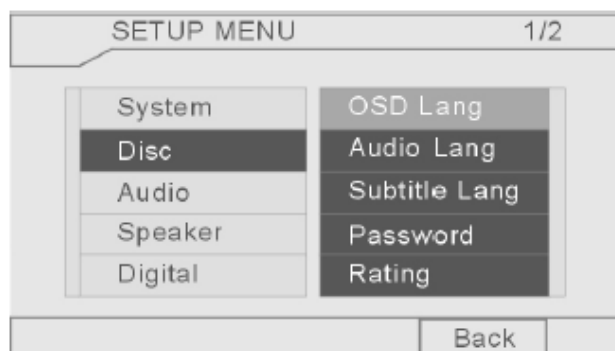 SETUP MENU 1/2
System
Disc
Audio
Speaker
Digital
OSD Lang
Audio Lang
Subtitle Lang
Password
Rating
Back